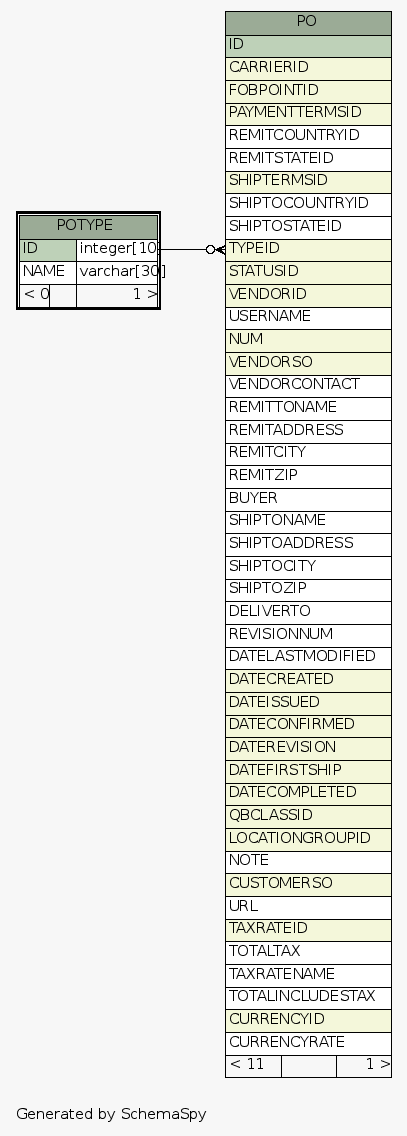 PO
ID
CARRIERID
FOBPOINTID
PAYMENTTERMSID
REMITCOUNTRYID
REMITSTATEID
SHIPTERMSID
SHIPTOCOUNTRYID
SHIPTOSTATEID
TYPEID
STATUSID
VENDORID
USERNAME
NUM
VENDORSO
VENDORCONTACT
REMITTONAME
REMITADDRESS
REMITCITY
REMITZIP
BUYER
SHIPTONAME
SHIPTOADDRESS
SHIPTOCITY
SHIPTOZIP
DELIVERTO
REVISIONNUM
DATELASTMODIFIED
DATECREATED
DATEISSUED
DATECONFIRMED
DATEREVISION
DATEFIRSTSHIP
DATECOMPLETED
QBCLASSID
LOCATIONGROUPID
NOTE
CUSTOMERSO
URL
TAXRATEID
TOTALTAX
TAXRATENAME
TOTALINCLUDESTAX
CURRENCYID
CURRENCYRATE
< 11 1 >
POTYPE
ID integer[10]
NAME varchar[30]
< 0 1 >
Generated by SchemaSpy